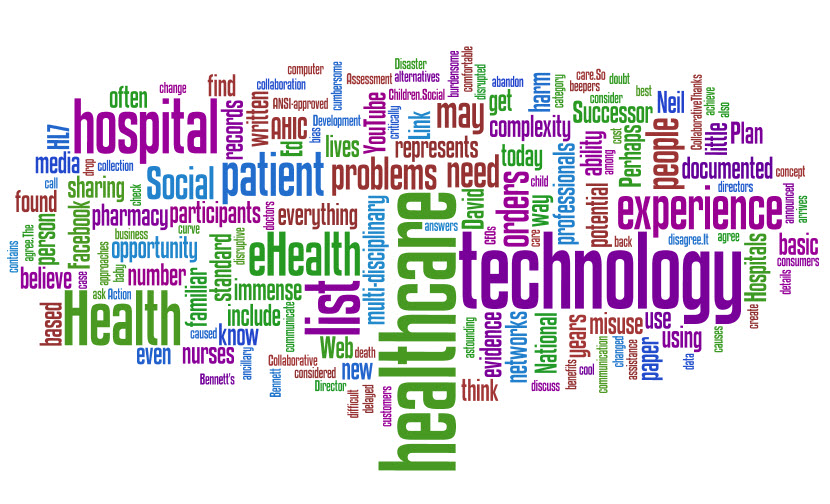 often
change
find
computer
collaboration
cumbersome
Disaster
Assessment
alternatives
burdensome
comfortable
disrupted
abandon
harm
category
care.So
beepers
doubt
consider
best
Neil
CollaborativeThanks
achieve
also
hospital
records
written
ANSI-approved
AHIC
bias
Development
YouTube
critically
Children.Social
Link
may
get
complexity
Successor
people
little
Plan
HL7
media
drop
collection
Ed
lives
represents
today
professionals
ability
among
cost
Perhaps
documented
concept
call
sharing
check
Social
patient
problems
need
child
orders
way
potential
directors
experience
announced
arrives
found
person
Facebook
pharmacy
participants
doctors
everything
multi-disciplinary
answers
David
CEOs
care
back
disagree.It
agree
Hospitals
basic
consumers
details
contains
agree.The
business
curve
approaches
baby
opportunity
standard
disruptive
eHealth
healthcare
technology
believe
case
ask
Action
number
familiar
immense
include
communicate
list
based
Health
caused
know
even
nurses
Bennett's
ancillary
Collaborative
Bennett
considered
Director
Web
death
new
difficult
delayed
customers
astounding
evidence
networks
National
years
misuse
use
using
create
causes
data
paper
think
discuss
benefits
cool
communication
changed
assistance